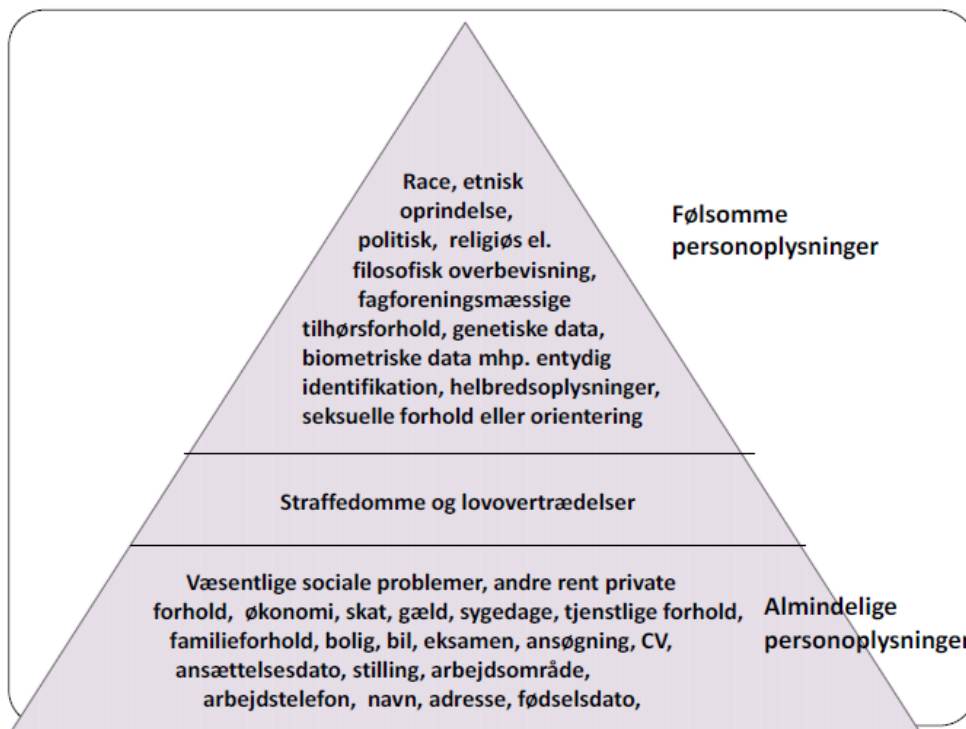 Race, etnisk
oprindelse,
politisk, religiøs el.
filosofisk overbevisning,
fagforeningsmæssige
tilhørsforhold, genetiske data,
biometriske data mhp. entydig
identifikation, helbredsoplysninger,
seksuelle forhold eller orientering
Følsomme
personoplysninger
Straffedomme og lovovertrædelser
Væsentlige sociale problemer, andre rent private
forhold, økonomi, skat, gæld, sygedage, tjenstlige forhold,
familieforhold, bolig, bil, eksamen, ansøgning, CV,
ansættelsesdato, stilling, arbejdsområde,
arbejdstelefon, navn, adresse, fødselsdato,
Almindelige
personoplysninger